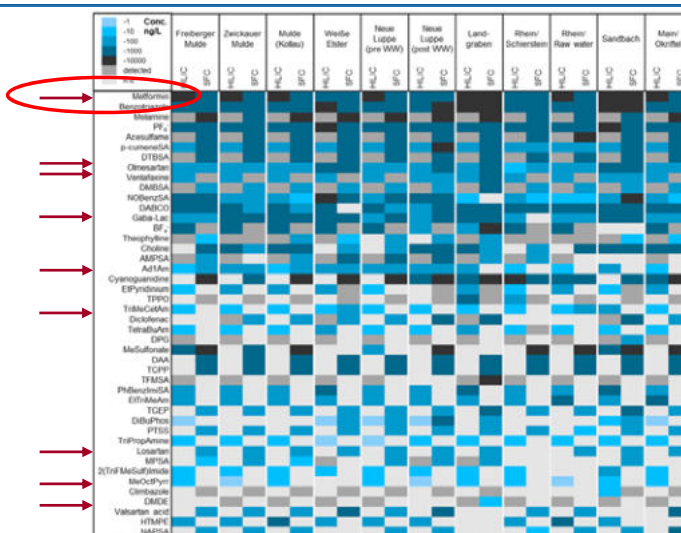 -1 Conc.
-10 ng/L
-100
-1000
-10000
detected
Freiberger Mulde
Zwickauer Mulde
Mulde (Kollau)
Weiße Elster
Neue Luppe (pre WW)
Neue Luppe (post WW)
Land-graben
Rhein/ Schierstein
Rhein/ Raw water
Sandbach
Main/ Okriftel
HILIC SFC HILIC SFC HILIC SFC HILIC SFC HILIC SFC HILIC SFC HILIC SFC HILIC SFC HILIC SFC HILIC SFC HILIC SFC
Metformin
Benzotriazole
Melamine
Acesulfame
p-cumeneSA
DTBSA
Olmesartan
Venlafaxine
DMBSA
NOBenzSA
DABCO
Gaba-Lac
Theophylline
Choline
AMPSA
Ad1Am
Cyanoguanidine
EtPyridinium
TPPO
TriMeCetAm
Diclofenac
TetraBuAm
DPG
MeSulfonate
DAA
TCPP
TFMSA
PhBenzImiSA
ElTriMeAm
TCEP
DiBuPhos
PTSS
TriPropAmine
Losartan
MPSA
2(TriFMeSulf)Imide
MeOctPyrr
Climbazole
DMDE
Valsartan acid
HTMPE
NAPSA